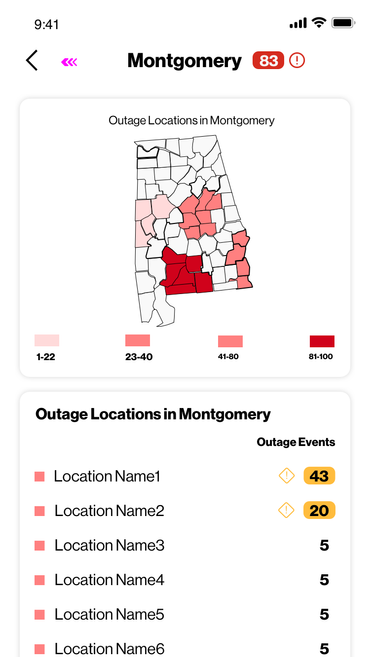 9:41
Montgomery 83
Outage Locations in Montgomery
1-22 23-40 41-80 81-100
Outage Locations in Montgomery
Outage Events
Location Name1 43
Location Name2 20
Location Name3 5
Location Name4 5
Location Name5 5
Location Name6 5